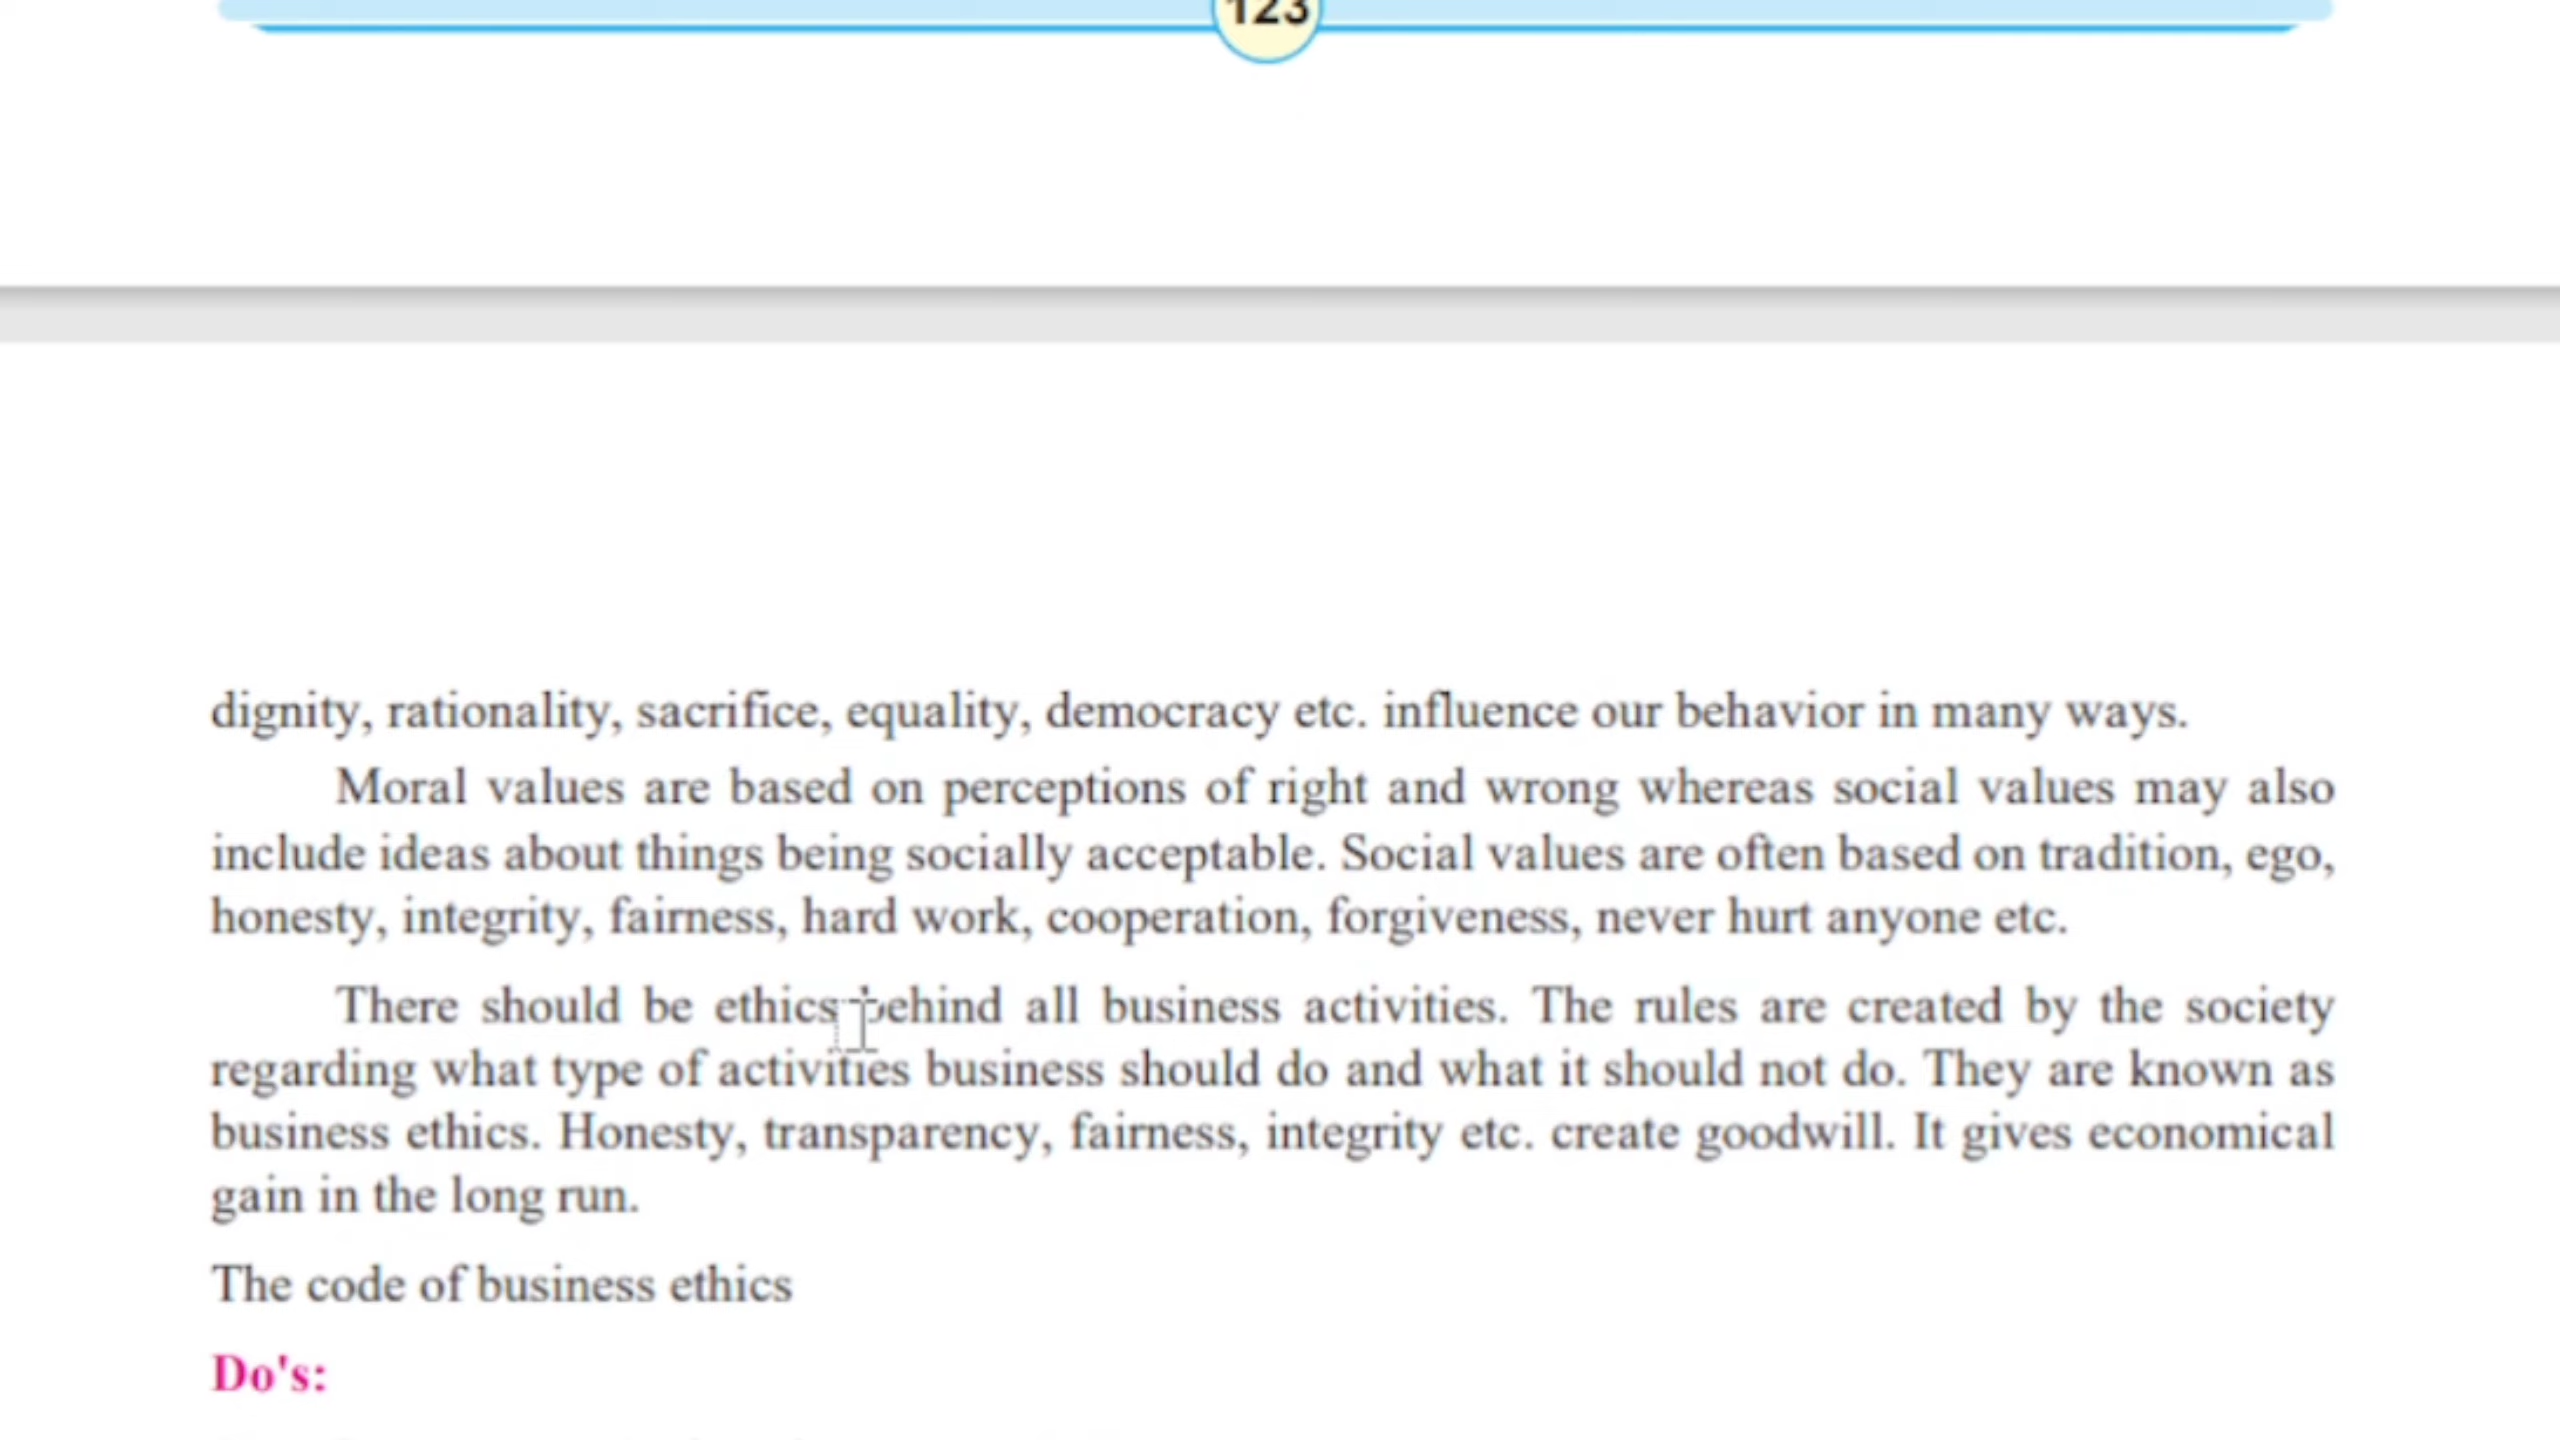 123
dignity, rationality, sacrifice, equality, democracy etc. influence our behavior in many ways.
Moral values are based on perceptions of right and wrong whereas social values may also
include ideas about things being socially acceptable. Social values are often based on tradition, ego,
honesty, integrity, fairness, hard work, cooperation, forgiveness, never hurt anyone etc.
There should be ethics behind all business activities. The rules are created by the society
regarding what type of activities business should do and what it should not do. They are known as
business ethics. Honesty, transparency, fairness, integrity etc. create goodwill. It gives economical
gain in the long run.
The code of business ethics
Do's: